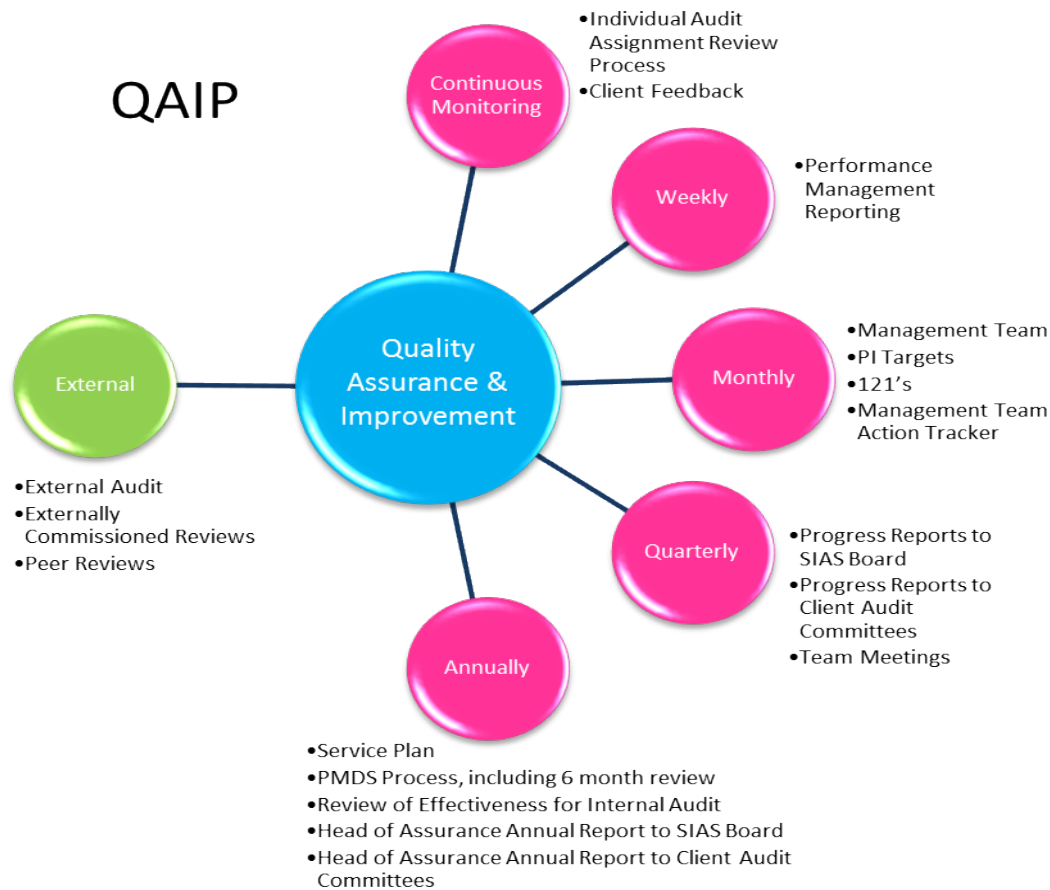 QAIP
Continuous
Monitoring
•Individual Audit
Assignment Review
Process
•Client Feedback
Weekly
•Performance
Management
Reporting
Monthly
•Management Team
•PI Targets
•121’s
•Management Team
Action Tracker
Quality
Assurance &
Improvement
External
•External Audit
•Externally
Commissioned Reviews
•Peer Reviews
Quarterly
•Progress Reports to
SIAS Board
•Progress Reports to
Client Audit
Committees
•Team Meetings
Annually
•Service Plan
•PMDS Process, including 6 month review
•Review of Effectiveness for Internal Audit
•Head of Assurance Annual Report to SIAS Board
•Head of Assurance Annual Report to Client Audit
Committees